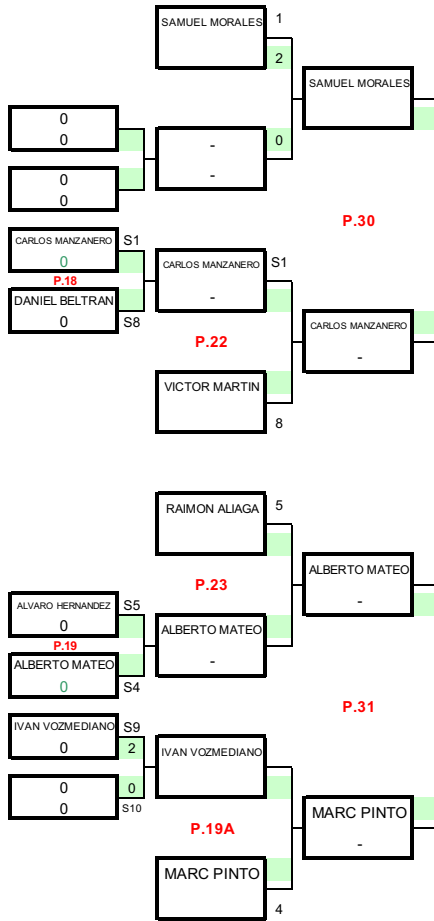 SAMUEL MORALES 1
2
SAMUEL MORALES
0
0
-
-
0
0
0
P.30
CARLOS MANZANERO S1
0
P.18
DANIEL BELTRAN
0 S8
CARLOS MANZANERO S1
-
P.22
CARLOS MANZANERO
-
VICTOR MARTIN
8
RAIMON ALIAGA 5
P.23
ALBERTO MATEO
-
ALVARO HERNANDEZ S5
0
P.19
ALBERTO MATEO
0 S4
ALBERTO MATEO
-
P.31
IVAN VOZMEDIANO S9
0 2
0 0
0 S10
IVAN VOZMEDIANO
P.19A
MARC PINTO
-
MARC PINTO
4